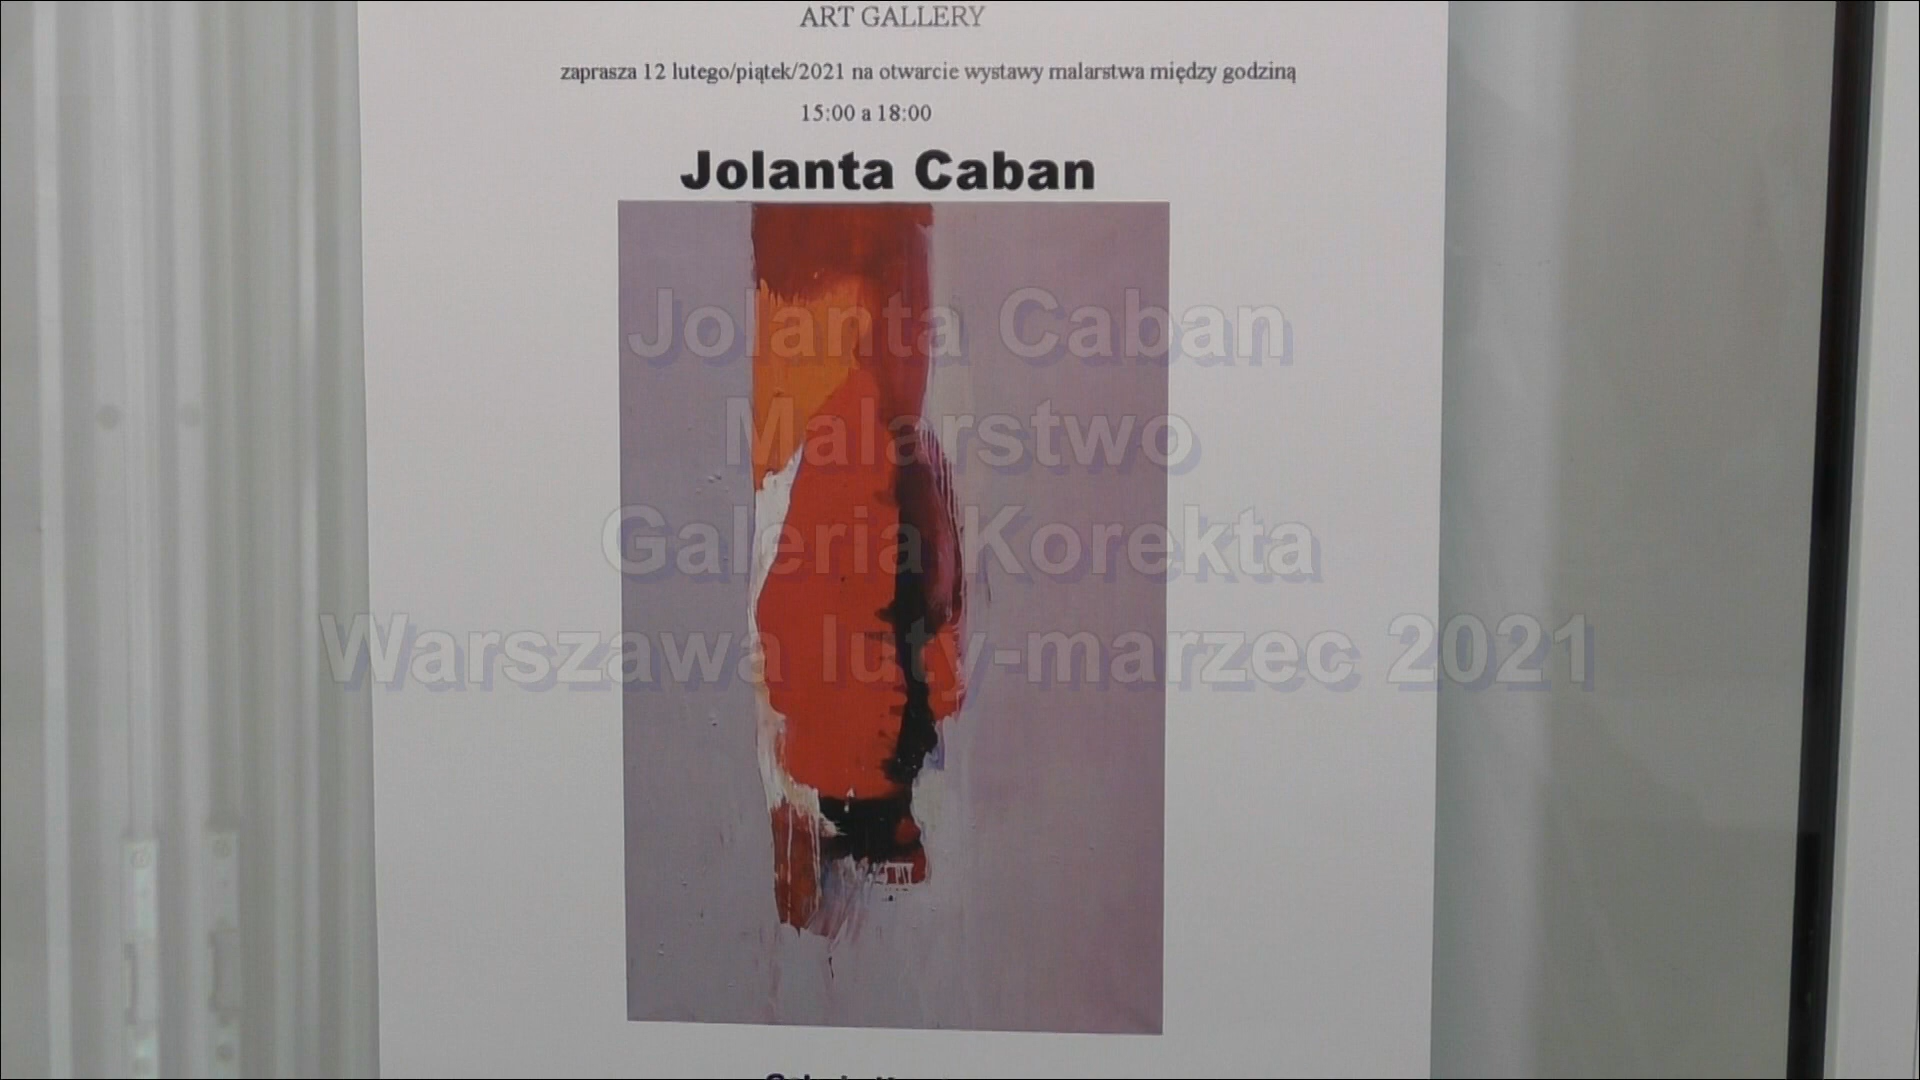 ART GALLERY
zaprasza 12 lutego/piątek/2021 na otwarcie wystawy malarstwa między godziną
15:00 a 18:00
Jolanta Caban
Jolanta Caban
Malarstwo
Galeria Korekta
Warszawa luty-marzec 2021